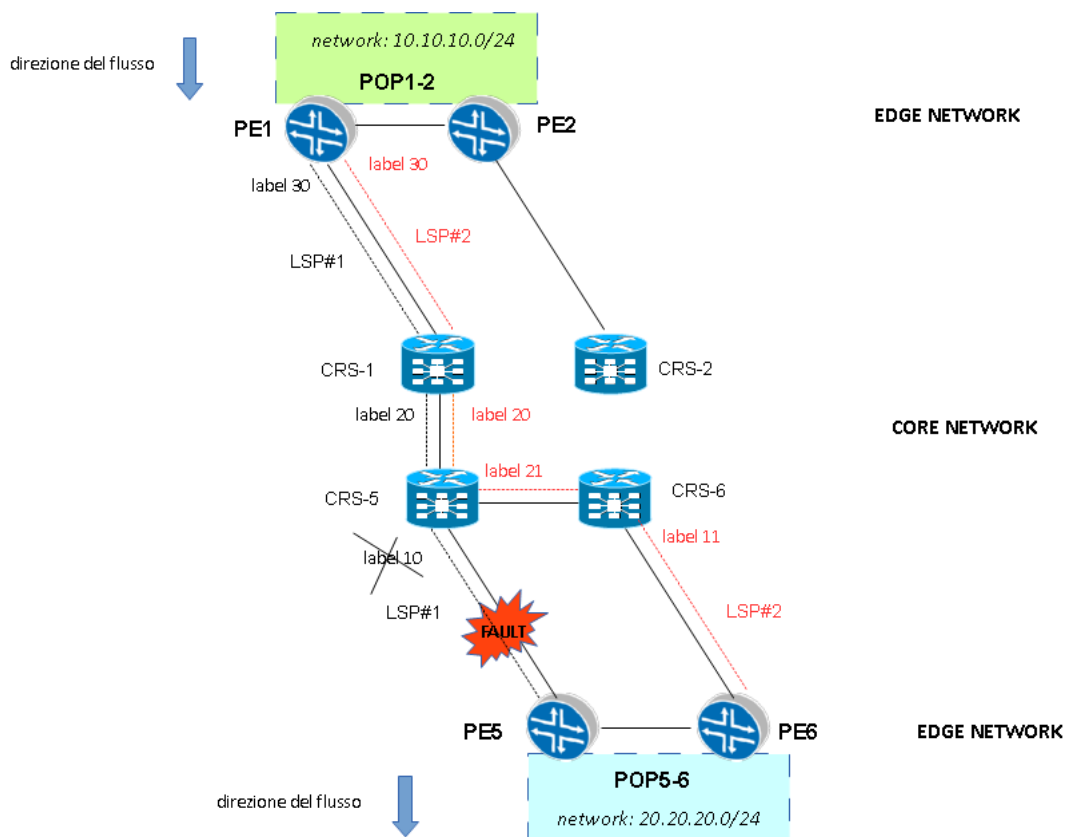 network: 10.10.10.0/24
direzione del flusso
POP1-2
PE1
PE2
EDGE NETWORK
label 30
label 30
LSP#2
LSP#1
CRS-1
CRS-2
label 20
label 20
CORE NETWORK
label 21
CRS-5
CRS-6
label 11
label 10
LSP#1
LSP#2
FAULT
PE5
PE6
EDGE NETWORK
POP5-6
direzione del flusso
network: 20.20.20.0/24